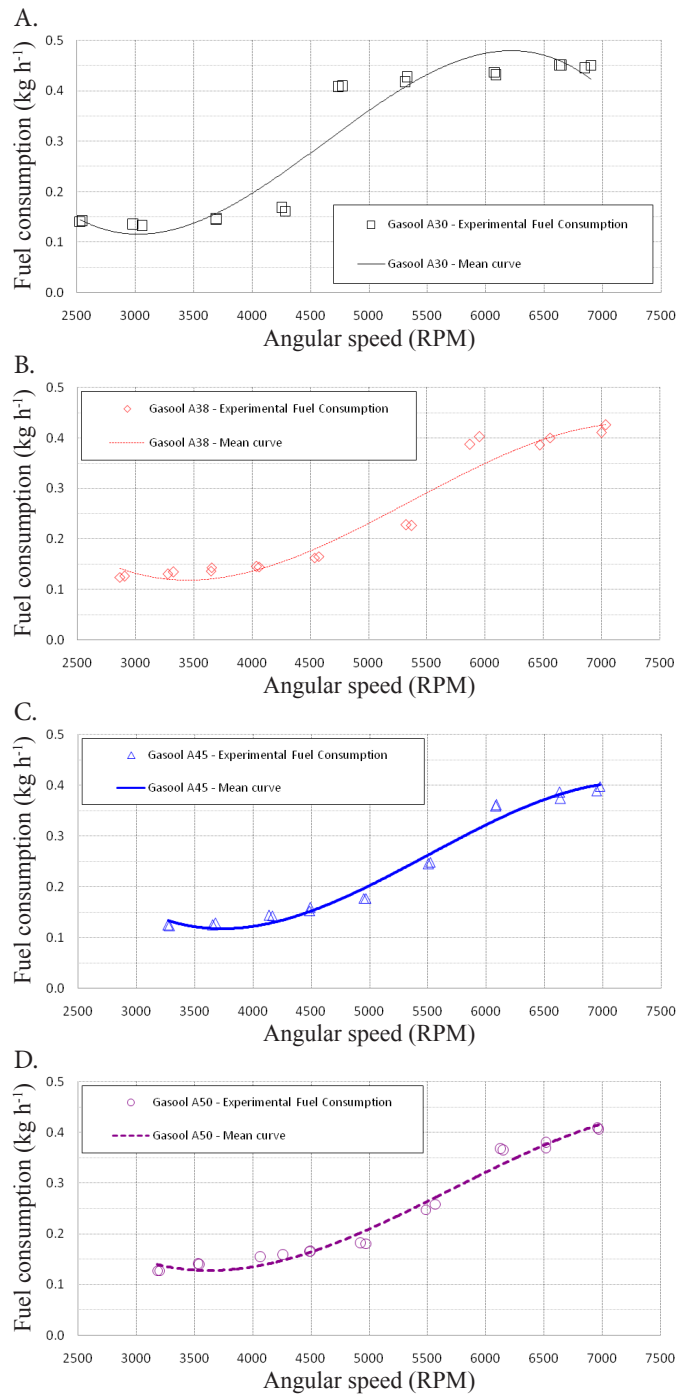 A.
Fuel consumption (kg h⁻¹)
0.5
0.4
0.3
0.2
0.1
0.0
Gasool A30 - Experimental Fuel Consumption
Gasool A30 - Mean curve
2500 3000 3500 4000 4500 5000 5500 6000 6500 7000 7500
Angular speed (RPM)
B.
Fuel consumption (kg h⁻¹)
0.5
0.4
0.3
0.2
0.1
0.0
Gasool A38 - Experimental Fuel Consumption
Gasool A38 - Mean curve
2500 3000 3500 4000 4500 5000 5500 6000 6500 7000 7500
Angular speed (RPM)
C.
Fuel consumption (kg h⁻¹)
0.5
0.4
0.3
0.2
0.1
0.0
Gasool A45 - Experimental Fuel Consumption
Gasool A45 - Mean curve
2500 3000 3500 4000 4500 5000 5500 6000 6500 7000 7500
Angular speed (RPM)
D.
Fuel consumption (kg h⁻¹)
0.5
0.4
0.3
0.2
0.1
0.0
Gasool A50 - Experimental Fuel Consumption
Gasool A50 - Mean curve
2500 3000 3500 4000 4500 5000 5500 6000 6500 7000 7500
Angular speed (RPM)